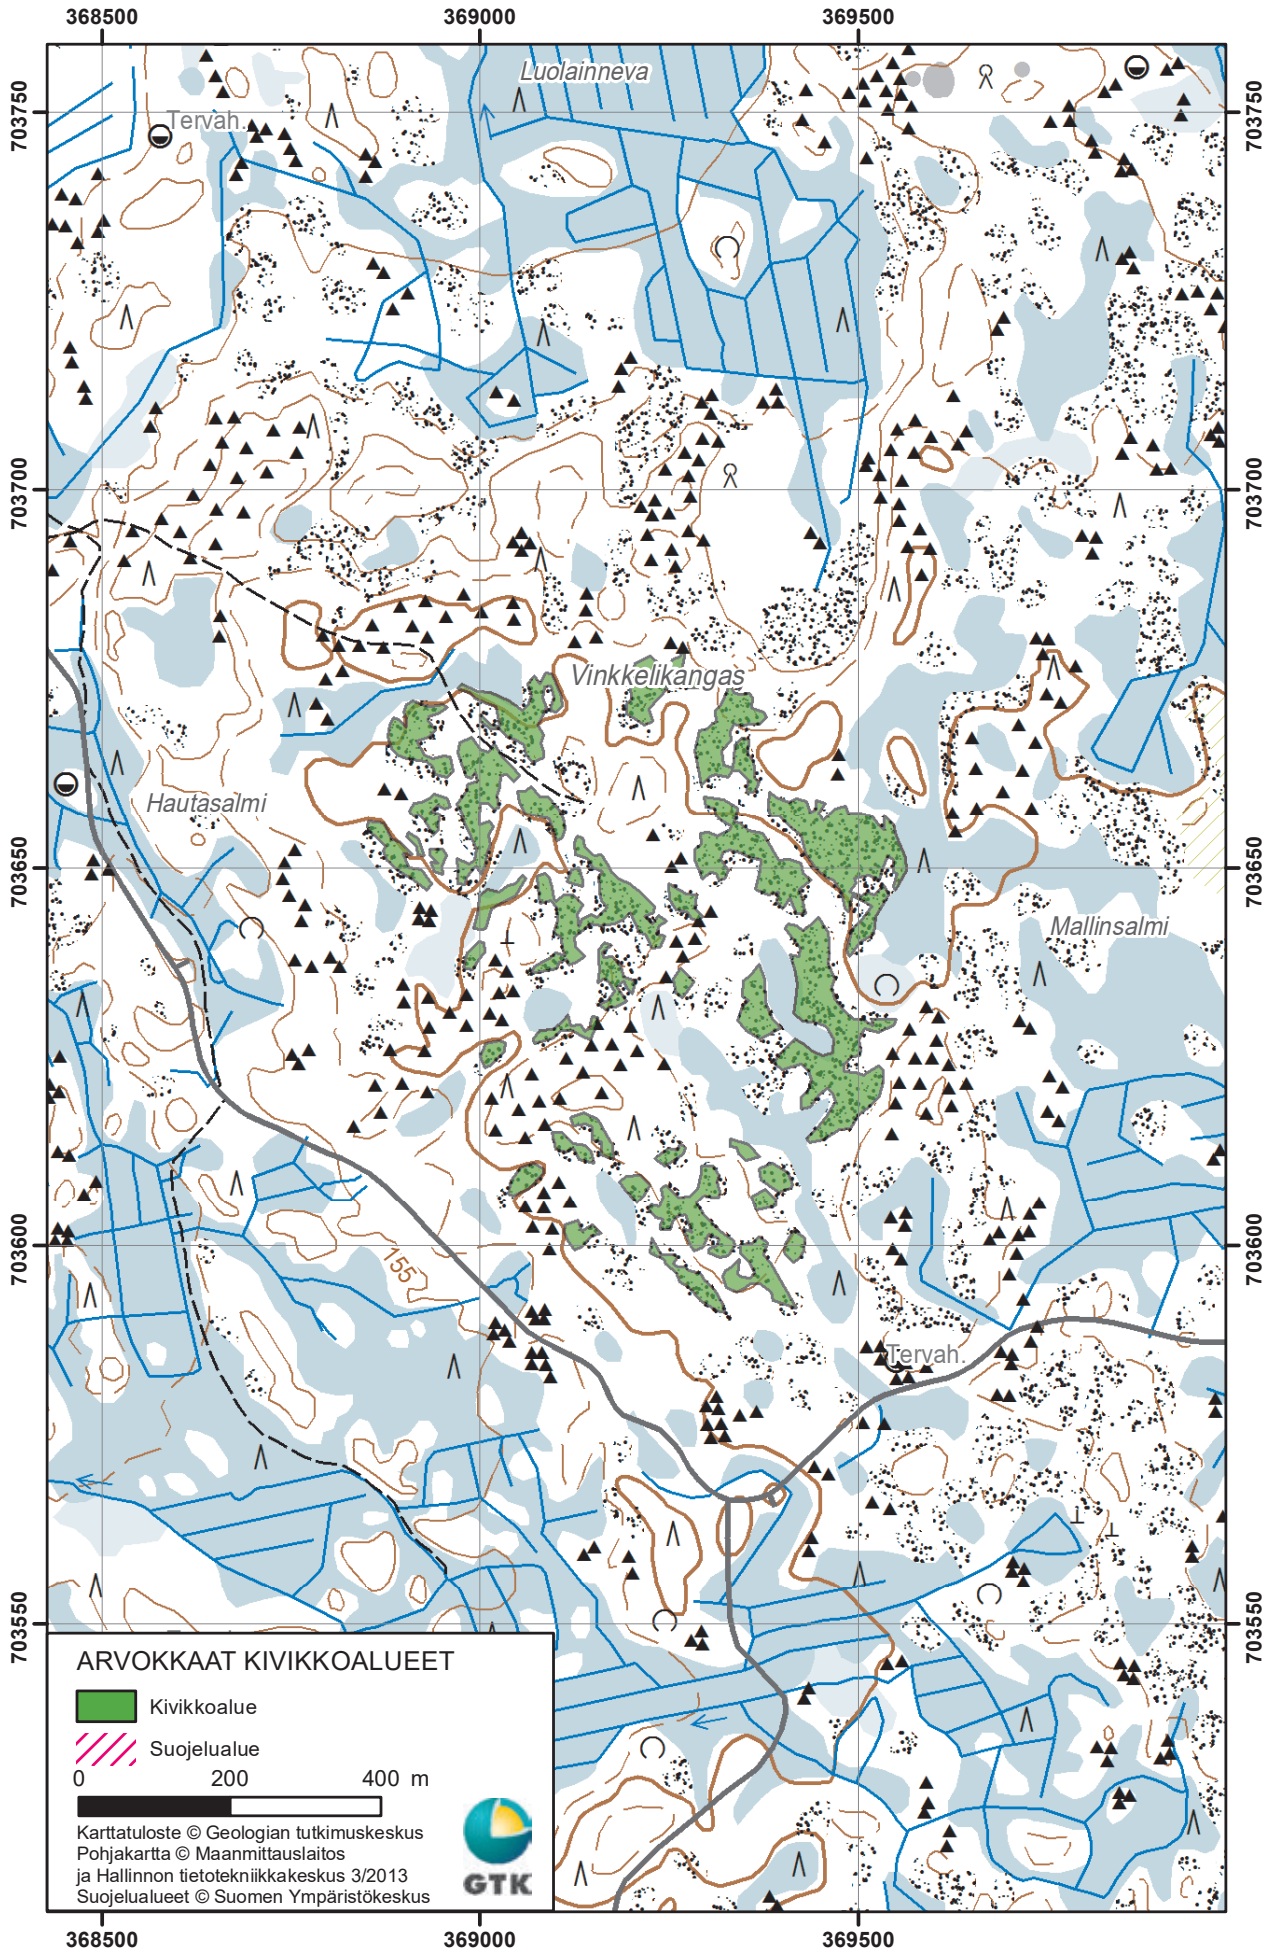 368500 369000 369500
703750 703750
Luolainneva
Tervah.
703700 703700
Vinkkelikangas
Hautasalmi
703650 703650
Mallinsalmi
703600 703600
155
Tervah.
703550 703550
ARVOKKAAT KIVIKKOALUEET
Kivikkoalue
Suojelualue
0 200 400 m
Karttatuloste © Geologian tutkimuskeskus
Pohjakartta © Maanmittauslaitos
ja Hallinnon tietotekniikkakeskus 3/2013
Suojelualueet © Suomen Ympäristökeskus
GTK
368500 369000 369500